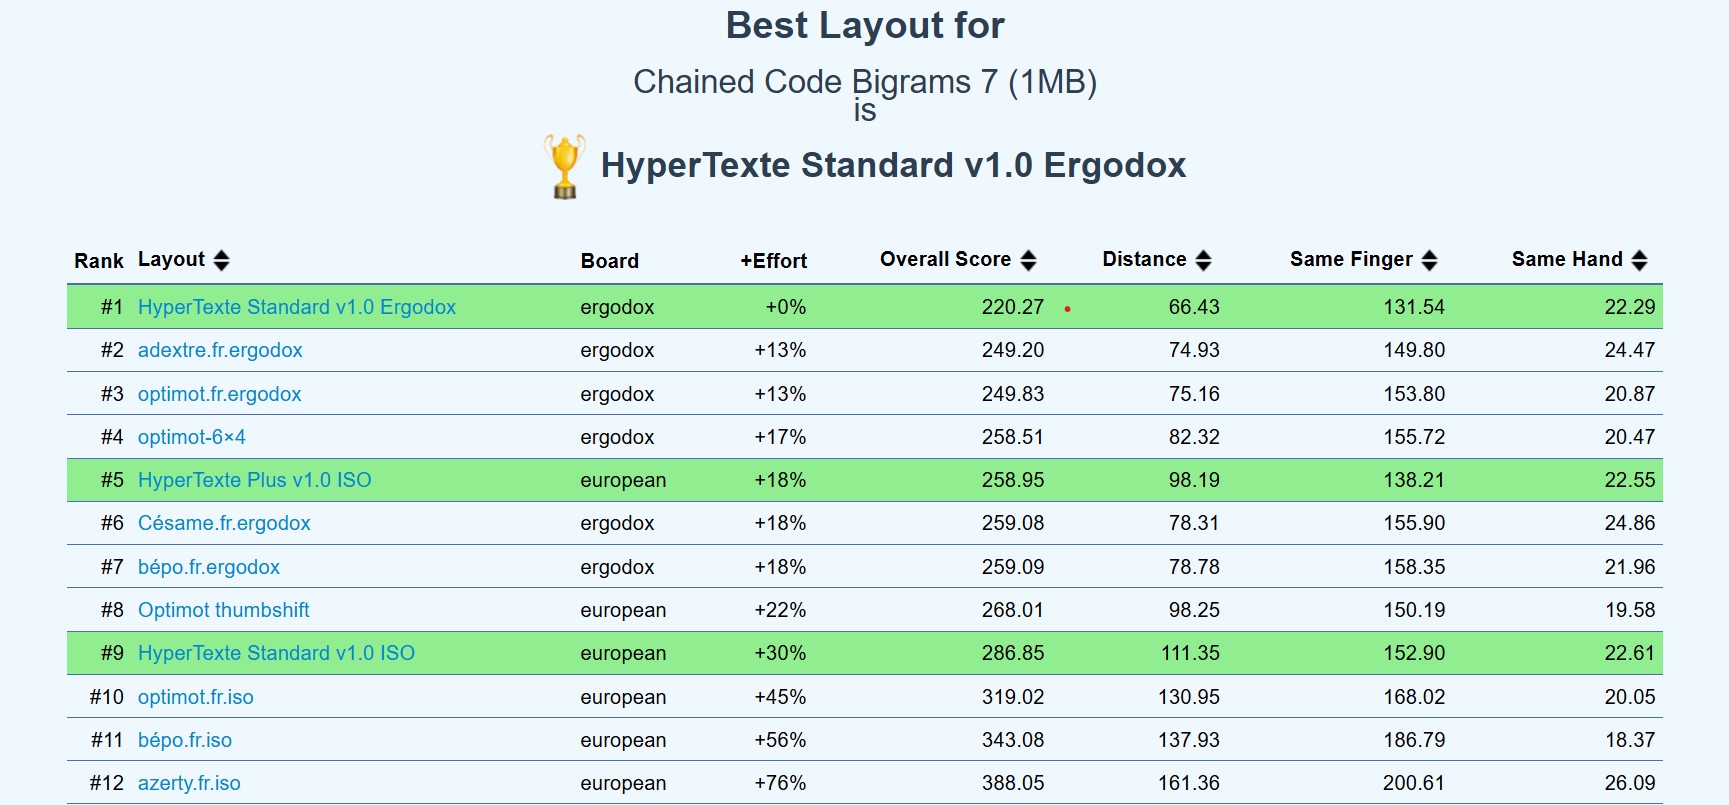 Best Layout for
Chained Code Bigrams 7 (1MB)
is
HyperTexte Standard v1.0 Ergodox
Rank Layout Board +Effort Overall Score Distance Same Finger Same Hand
#1 HyperTexte Standard v1.0 Ergodox ergodox +0% 220.27 66.43 131.54 22.29
#2 adextre.fr.ergodox ergodox +13% 249.20 74.93 149.80 24.47
#3 optimot.fr.ergodox ergodox +13% 249.83 75.16 153.80 20.87
#4 optimot-6×4 ergodox +17% 258.51 82.32 155.72 20.47
#5 HyperTexte Plus v1.0 ISO european +18% 258.95 98.19 138.21 22.55
#6 Césame.fr.ergodox ergodox +18% 259.08 78.31 155.90 24.86
#7 bépo.fr.ergodox ergodox +18% 259.09 78.78 158.35 21.96
#8 Optimot thumbshift european +22% 268.01 98.25 150.19 19.58
#9 HyperTexte Standard v1.0 ISO european +30% 286.85 111.35 152.90 22.61
#10 optimot.fr.iso european +45% 319.02 130.95 168.02 20.05
#11 bépo.fr.iso european +56% 343.08 137.93 186.79 18.37
#12 azerty.fr.iso european +76% 388.05 161.36 200.61 26.09